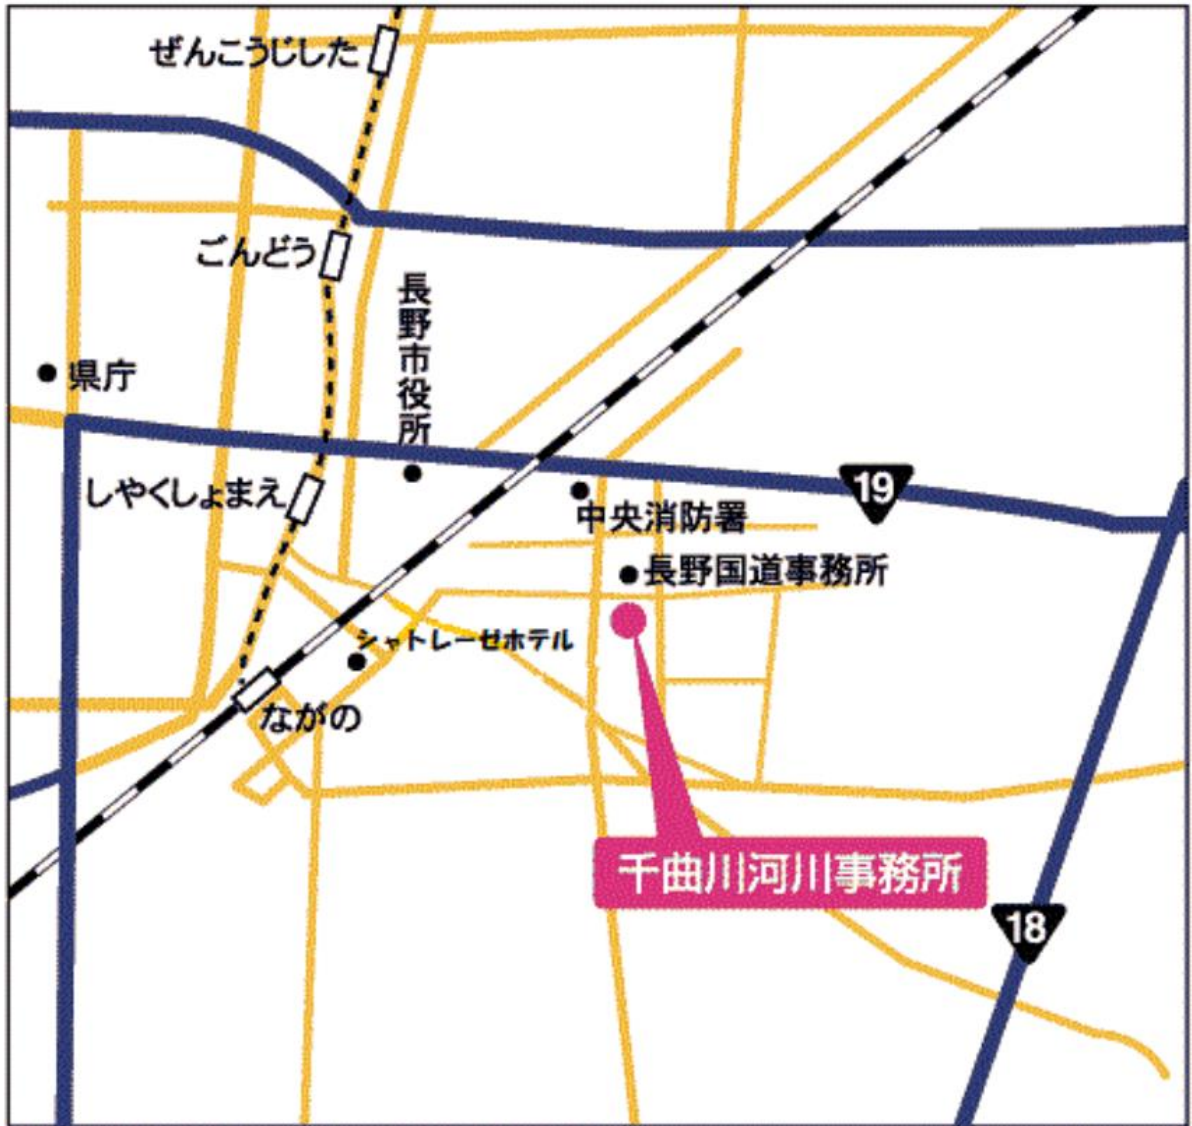 ぜんこうじした
ごんどう
長野市役所
県庁
しやくしょまえ
19
中央消防署
長野国道事務所
シャトレーゼホテル
ながの
千曲川河川事務所
18